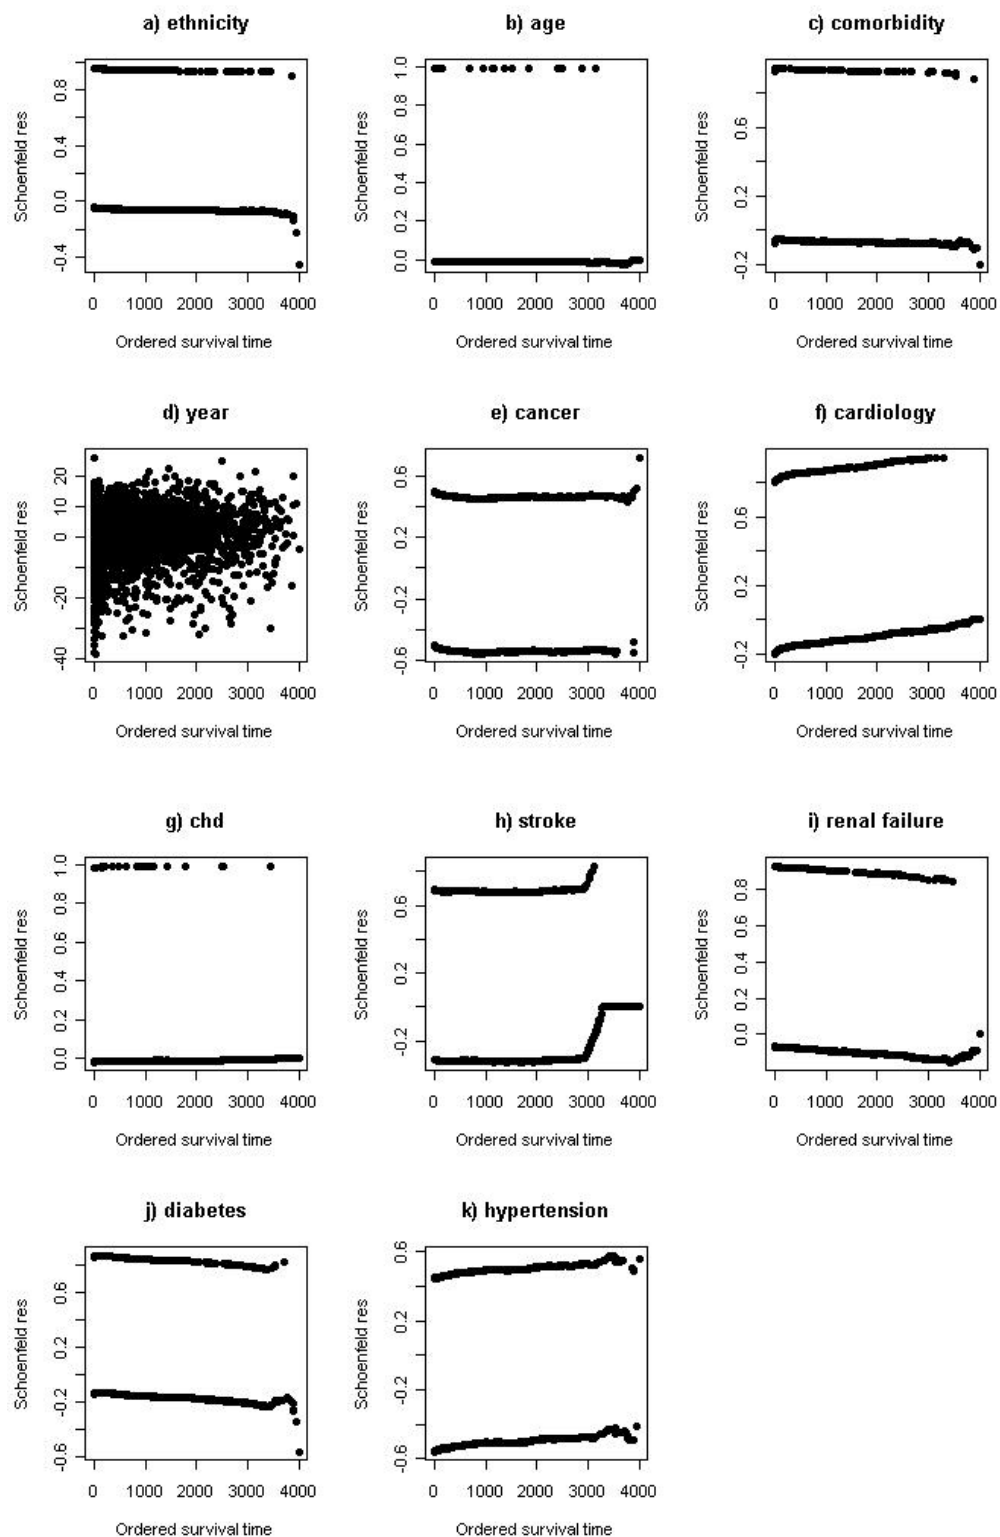 a) ethnicity
b) age
c) comorbidity
Schoenfeld res
-0.4 0.0 0.4 0.8
0 1000 2000 3000 4000
Ordered survival time
Schoenfeld res
0.0 0.2 0.4 0.6 0.8 1.0
0 1000 2000 3000 4000
Ordered survival time
Schoenfeld res
-0.2 0.2 0.6
0 1000 2000 3000 4000
Ordered survival time
d) year
e) cancer
f) cardiology
Schoenfeld res
-40 -20 0 10 20
0 1000 2000 3000 4000
Ordered survival time
Schoenfeld res
-0.6 -0.2 0.2 0.6
0 1000 2000 3000 4000
Ordered survival time
Schoenfeld res
-0.2 0.2 0.6
0 1000 2000 3000 4000
Ordered survival time
g) chd
h) stroke
i) renal failure
Schoenfeld res
0.0 0.2 0.4 0.6 0.8 1.0
0 1000 2000 3000 4000
Ordered survival time
Schoenfeld res
-0.2 0.2 0.6
0 1000 2000 3000 4000
Ordered survival time
Schoenfeld res
0.0 0.2 0.4 0.6 0.8
0 1000 2000 3000 4000
Ordered survival time
j) diabetes
k) hypertension
Schoenfeld res
-0.6 -0.2 0.2 0.6
0 1000 2000 3000 4000
Ordered survival time
Schoenfeld res
-0.6 -0.2 0.2 0.6
0 1000 2000 3000 4000
Ordered survival time